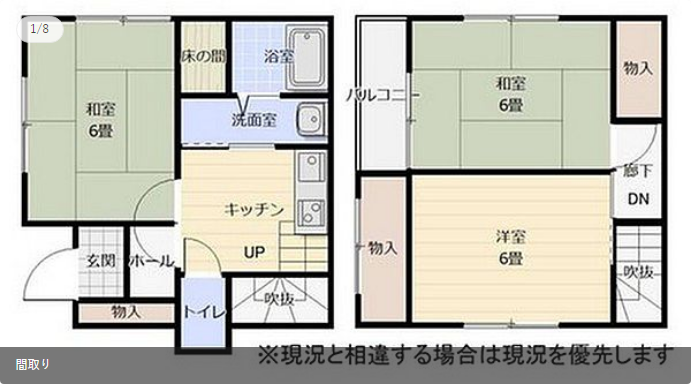 1/8
床の間
浴室
和室
6畳
洗面室
キッチン
UP
玄関
ホール
物入
トイレ
吹抜
バルコニ
和室
6畳
物入
廊下
DN
物入
洋室
6畳
吹抜
※現況と相違する場合は現況を優先します
間取り